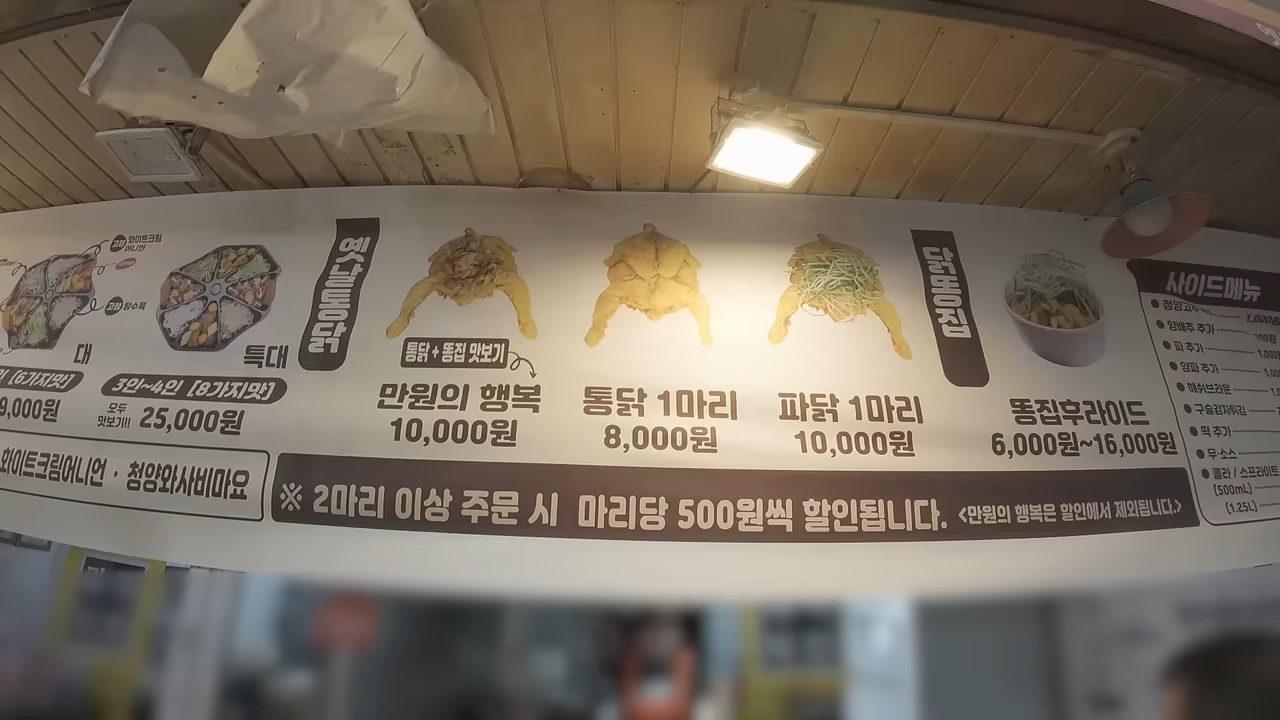 고정 화이트크림
어니언
고정 탕수육
대
특대
[6가지맛]
3인~4인 [8가지맛]
9,000원
모두
맛보기!!
25,000원
화이트크림어니언 · 청양와사비마요
옛날통닭
통닭 + 똥집 맛보기
만원의 행복
10,000원
통닭 1마리
8,000원
파닭 1마리
10,000원
닭똥집
똥집후라이드
6,000원~16,000원
※ 2마리 이상 주문 시 마리당 500원씩 할인됩니다. <만원의 행복은 할인에서 제외됩니다.>
사이드메뉴
양배추 추가
파 추가
양파 추가
해쉬브라운
구슬감자튀김
떡 추가
무·소스
콜라 / 스프라이트
(500mL)
(1.25L)